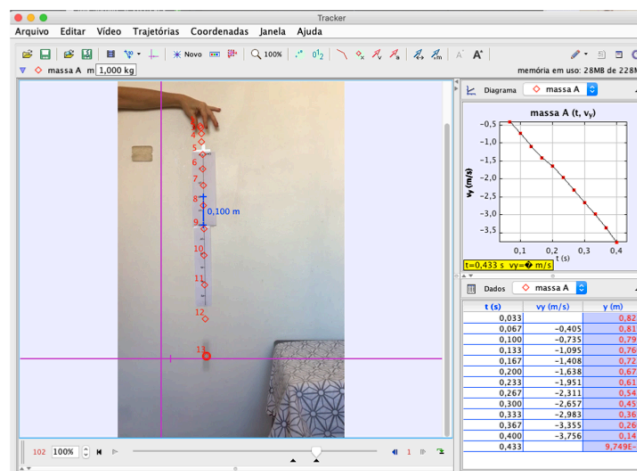 Tracker
Arquivo Editar Vídeo Trajetórias Coordenadas Janela Ajuda
Novo 100%
massa A m 1,000 kg
memória em uso: 28MB de 228M
Diagrama massa A
massa A (t, vy)
vy (m/s)
-0,5
-1,0
-1,5
-2,0
-2,5
-3,0
-3,5
0,1 0,2 0,3 0,4
t (s)
t=0,433 s vy=� m/s
4
5
6
7
8
9
10
11
12
13
0,100 m
Dados massa A
t (s) vy (m/s) y (m)
0,033 0,82
0,067 -0,405 0,81
0,100 -0,735 0,79
0,133 -1,095 0,76
0,167 -1,408 0,72
0,200 -1,638 0,67
0,233 -1,951 0,61
0,267 -2,311 0,54
0,300 -2,657 0,45
0,333 -2,983 0,36
0,367 -3,355 0,26
0,400 -3,756 0,14
0,433 9,749E-
102 100% 1